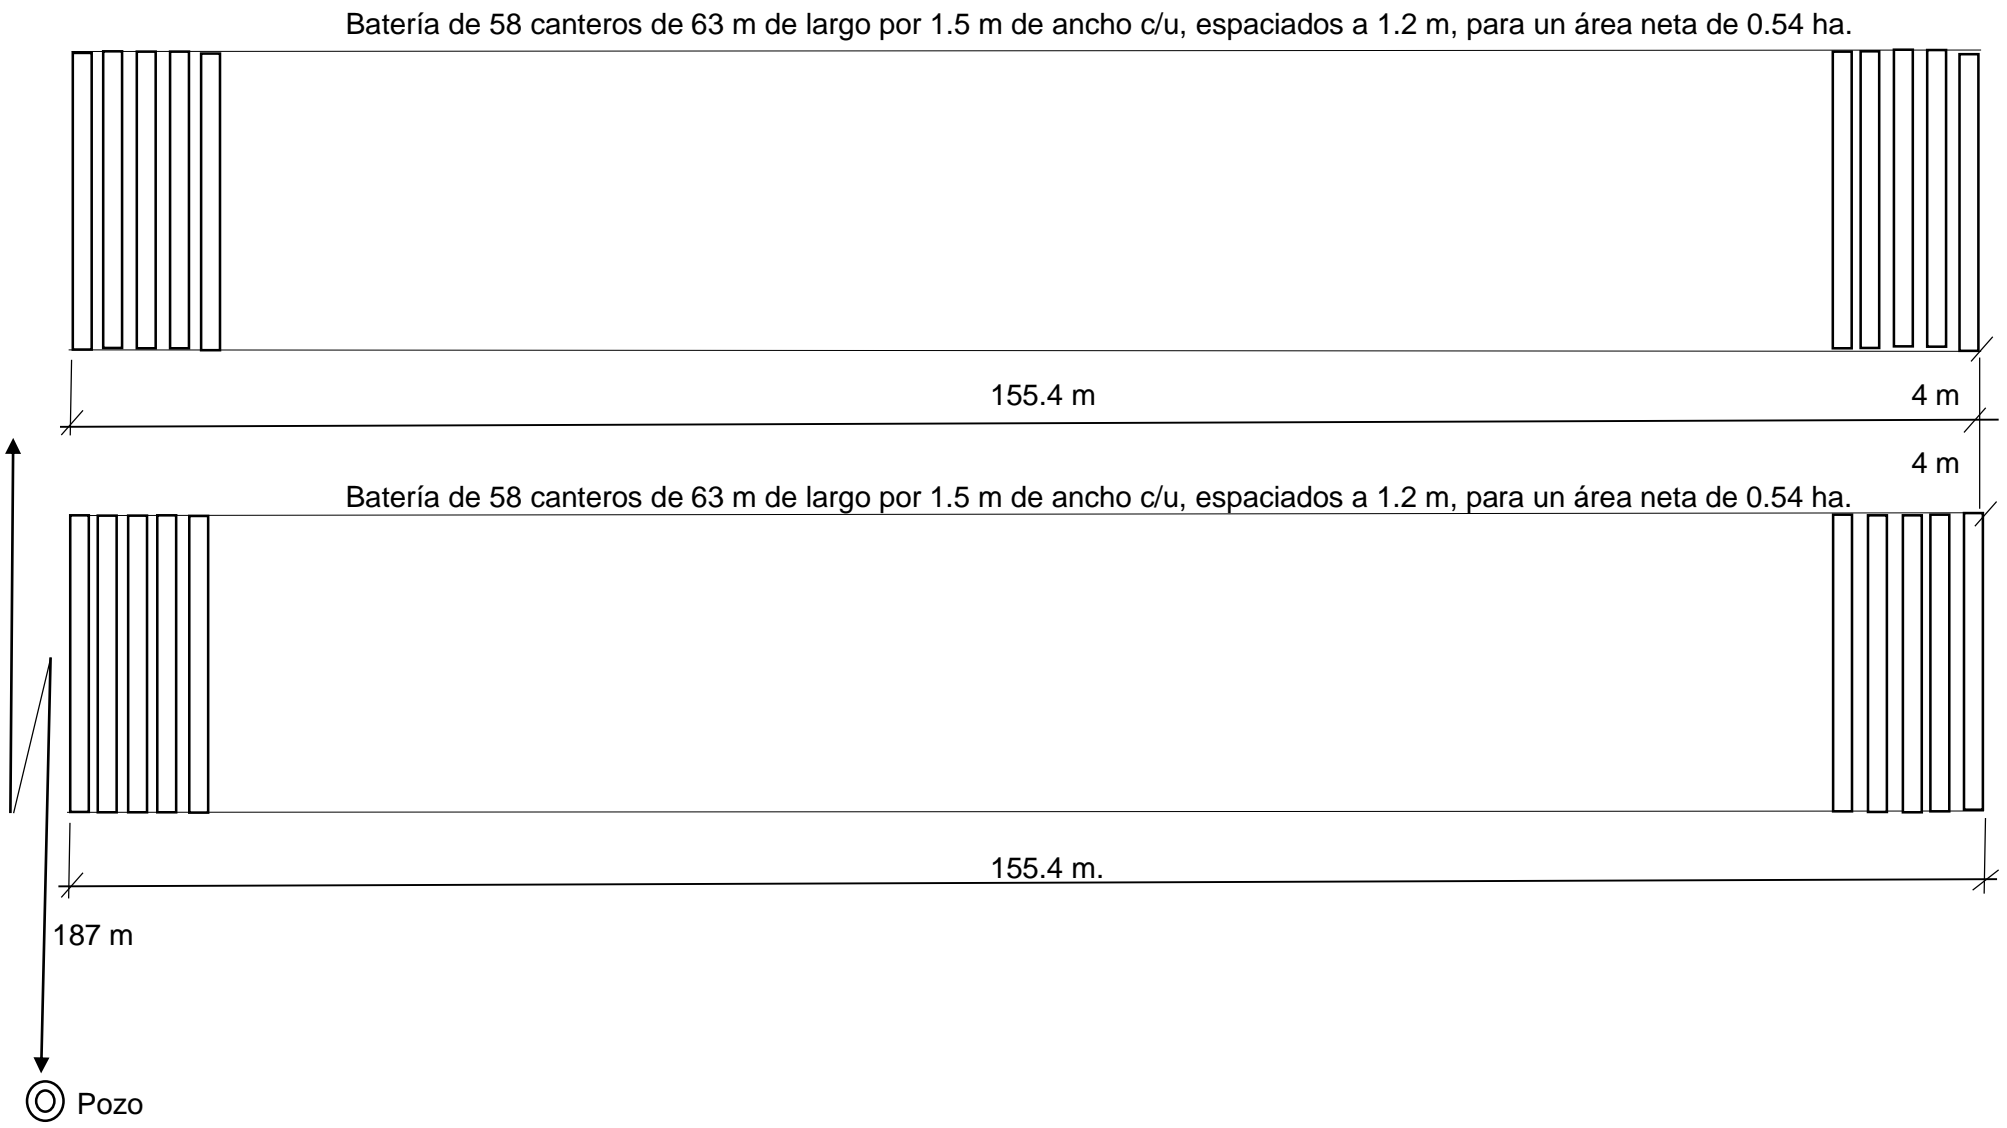 Batería de 58 canteros de 63 m de largo por 1.5 m de ancho c/u, espaciados a 1.2 m, para un área neta de 0.54 ha.
155.4 m
4 m
4 m
Batería de 58 canteros de 63 m de largo por 1.5 m de ancho c/u, espaciados a 1.2 m, para un área neta de 0.54 ha.
155.4 m.
187 m
Pozo